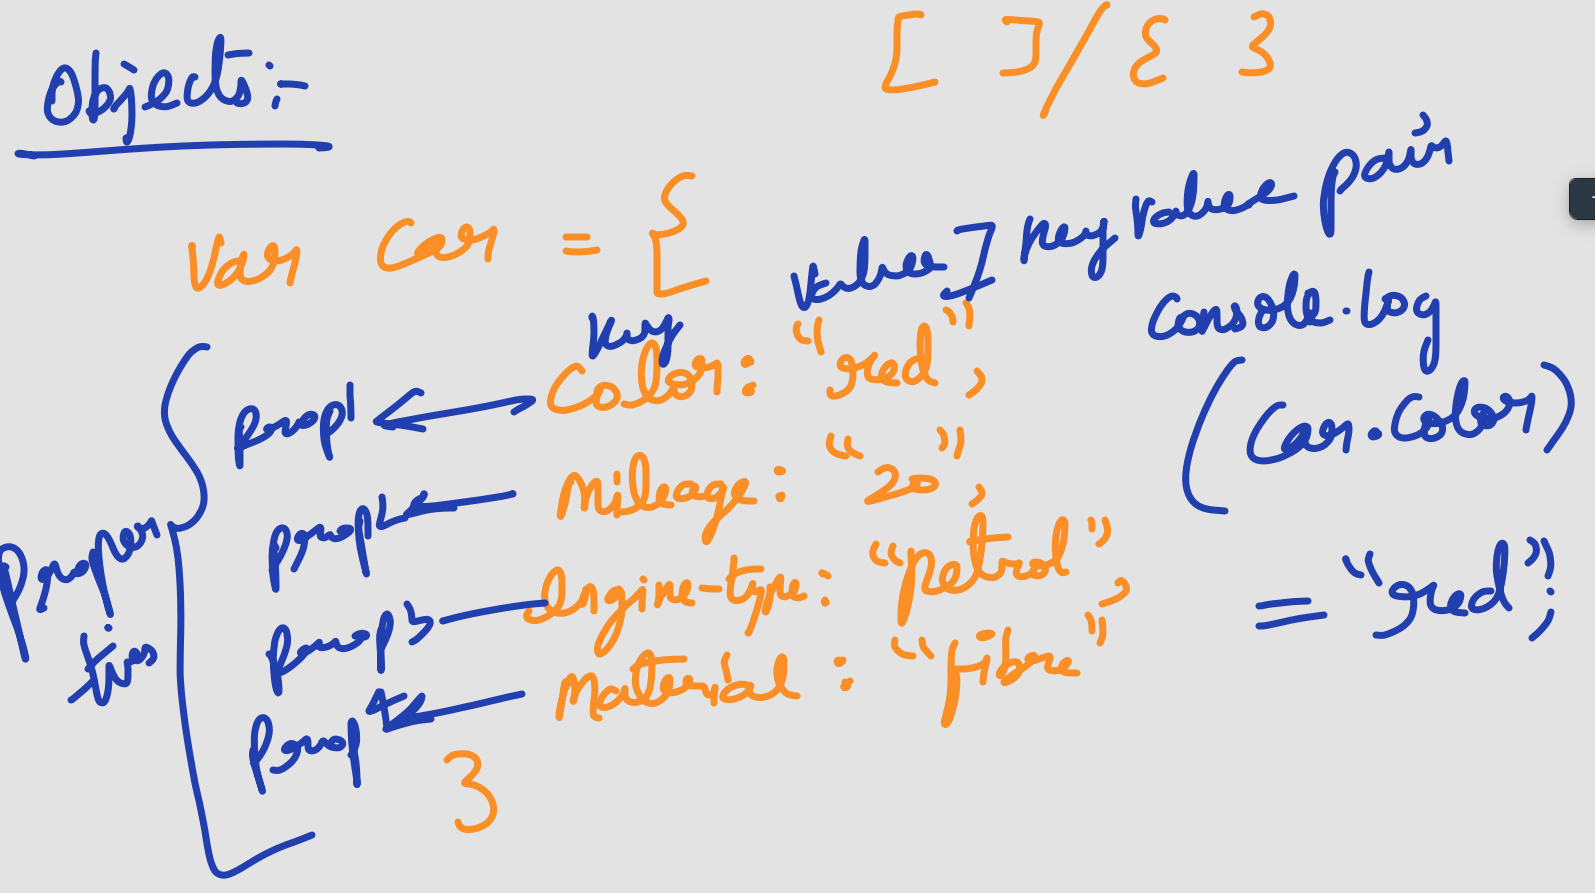 [ ] / { }
Objects:-
Var Car = {
value] key value pair
key
Console.log
Color: "red",
(Car.Color)
prop1
Mileage: "20",
prop2
Engine-type: "petrol",
= "red";
prop3
Material: "fibre"
prop4
Properties
}